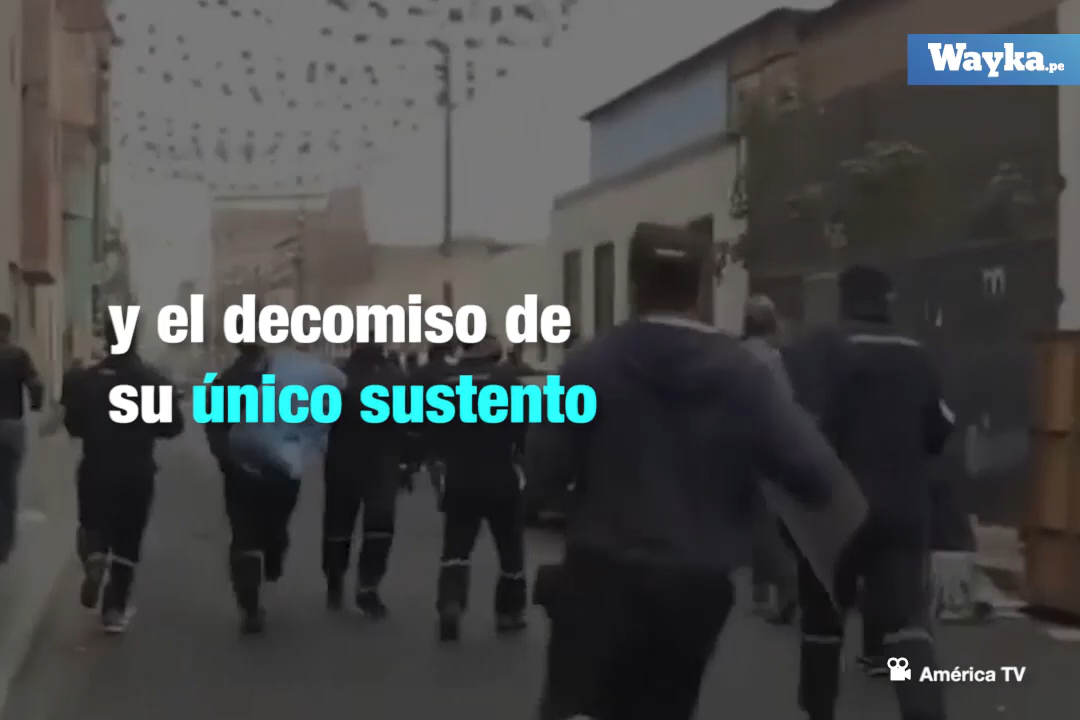 Wayka.pe
y el decomiso de
su único sustento
América TV